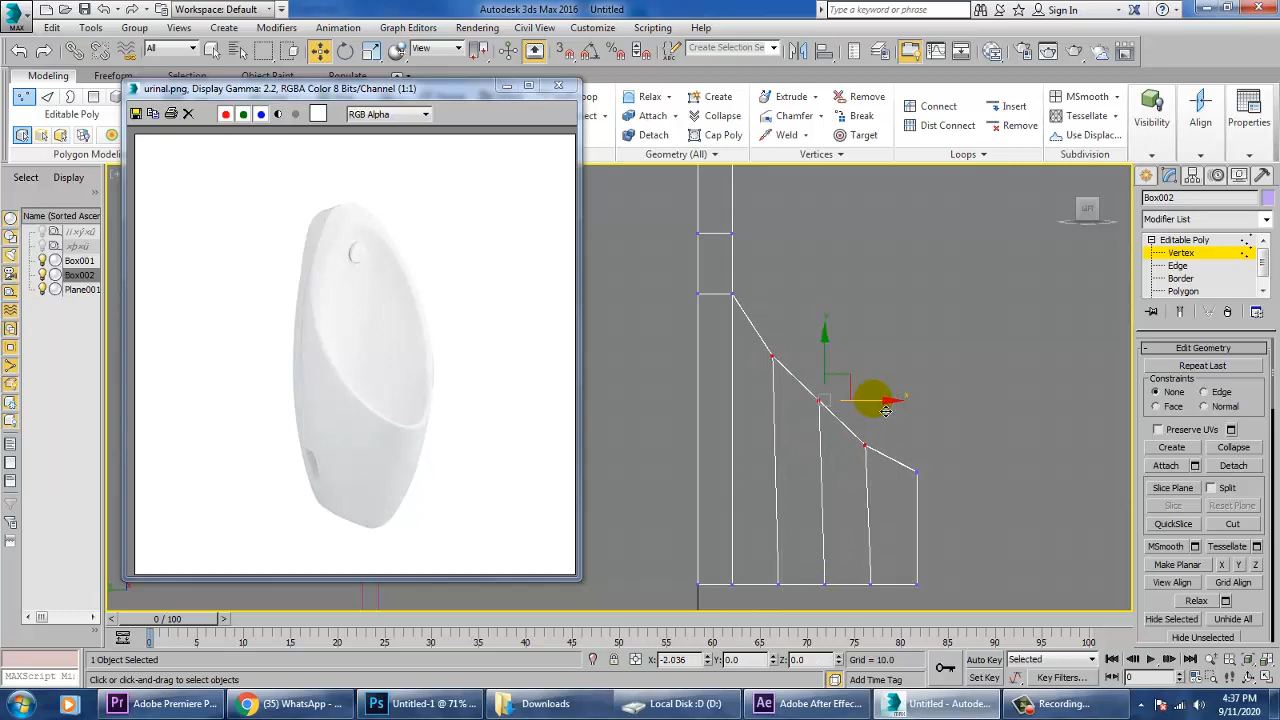 Workspace: Default
Autodesk 3ds Max 2016 Untitled
Type a keyword or phrase
Sign In
MAX
Edit Tools Group Views Create Modifiers Animation Graph Editors Rendering Civil View Customize Scripting Help
All
View
Create Selection Se
Modeling Freeform Selection Object Paint Populate
Edit Poly
Polygon Modeli
urinal.png, Display Gamma: 2.2, RGBA Color 8 Bits/Channel (1:1)
RGB Alpha
Relax Create
Attach Collapse
Detach Cap Poly
Geometry (All)
Extrude Remove
Chamfer Break
Weld Target
Vertices
Connect Insert
Dist Connect Remove
Loops
MSmooth
Tessellate
Use Displac...
Subdivision
Visibility
Align
Properties
Select Display
Name (Sorted Ascen
Box001
Box002
Plane001
y
x
Box002
Modifier List
Editable Poly
Vertex
Edge
Border
Polygon
Edit Geometry
Repeat Last
Constraints
None Edge
Face Normal
Preserve UVs
Create Collapse
Attach Detach
Slice Plane Split
Slice Reset Plane
QuickSlice Cut
MSmooth Tessellate
Make Planar X Y Z
View Align Grid Align
Relax
Hide Selected Unhide All
Hide Unselected
0 / 100
0 5 10 15 20 25 30 35 40 45 50 55 60 65 70 75 80 85 90 95 100
1 Object Selected
X: -2.036 Y: 0.0 Z: 0.0 Grid = 10.0
Auto Key Selected
MAXScript Mi
Click or click-and-drag to select objects
Add Time Tag
Set Key Key Filters...
0
Adobe Premiere P...
(3) WhatsApp - ...
Untitled-1 @ 71% ...
Downloads
Local Disk (D:)
Adobe After Effec...
Untitled - Autode...
Recording...
4:37 PM
9/11/2020